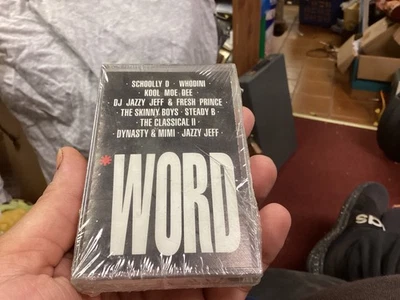 · SCHOOLLY D · WHODINI
· KOOL MOE DEE
DJ JAZZY JEFF & FRESH PRINCE
· THE SKINNY BOYS · STEADY B
· THE CLASSICAL II ·
DYNASTY & MIMI · JAZZY JEFF ·
*WORD